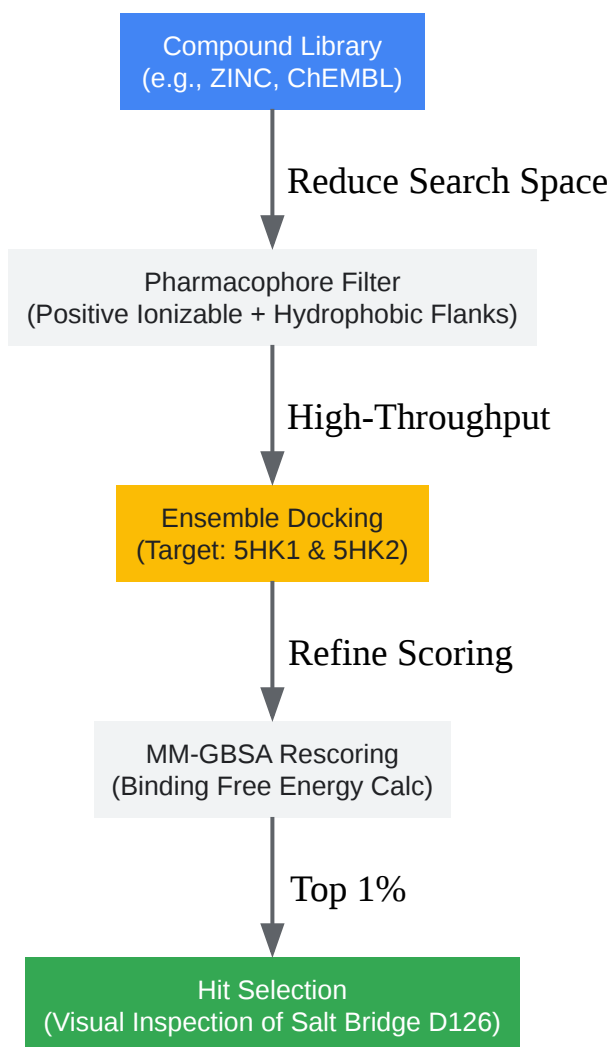 Compound Library
(e.g., ZINC, ChEMBL)
Reduce Search Space
Pharmacophore Filter
(Positive Ionizable + Hydrophobic Flanks)
High-Throughput
Ensemble Docking
(Target: 5HK1 & 5HK2)
Refine Scoring
MM-GBSA Rescoring
(Binding Free Energy Calc)
Top 1%
Hit Selection
(Visual Inspection of Salt Bridge D126)